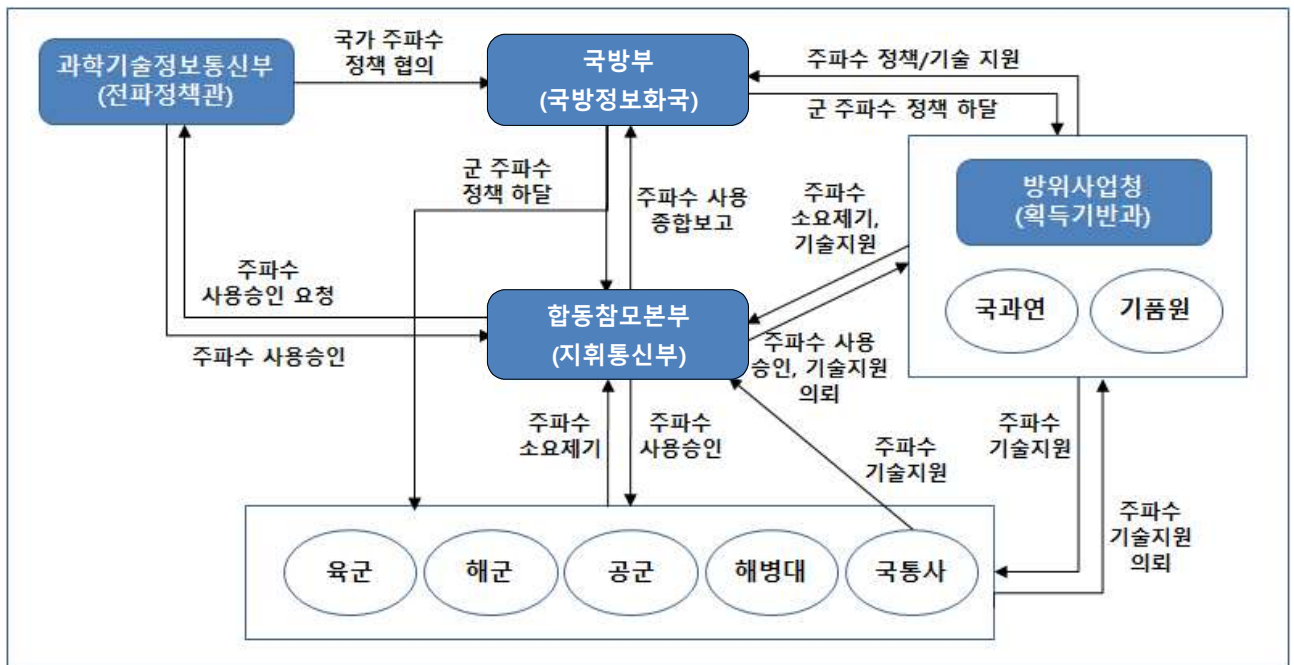 과학기술정보통신부
(전파정책관)
국가 주파수
정책 협의
국방부
(국방정보화국)
주파수 정책/기술 지원
군 주파수 정책 하달
군 주파수
정책 하달
주파수 사용
종합보고
주파수
소요제기,
기술지원
방위사업청
(획득기반과)
국과연
기품원
주파수
사용승인 요청
주파수 사용승인
합동참모본부
(지휘통신부)
주파수 사용
승인, 기술지원
의뢰
주파수
소요제기
주파수
사용승인
주파수
기술지원
주파수
기술지원
주파수
기술지원
의뢰
육군
해군
공군
해병대
국통사